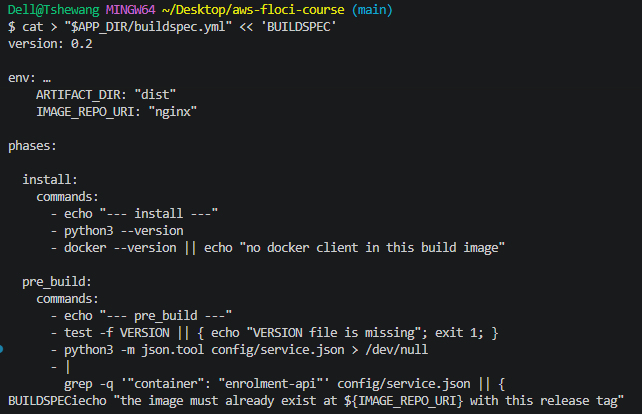 Dell@Tshewang MINGW64 ~/Desktop/aws-floci-course (main)
$ cat > "$APP_DIR/buildspec.yml" << 'BUILDSPEC'
version: 0.2

env: …
    ARTIFACT_DIR: "dist"
    IMAGE_REPO_URI: "nginx"

phases:

  install:
    commands:
      - echo "--- install ---"
      - python3 --version
      - docker --version || echo "no docker client in this build image"

  pre_build:
    commands:
      - echo "--- pre_build ---"
      - test -f VERSION || { echo "VERSION file is missing"; exit 1; }
      - python3 -m json.tool config/service.json > /dev/null
      - |
        grep -q '"container": "enrolment-api"' config/service.json || {
BUILDSPECiecho "the image must already exist at ${IMAGE_REPO_URI} with this release tag"